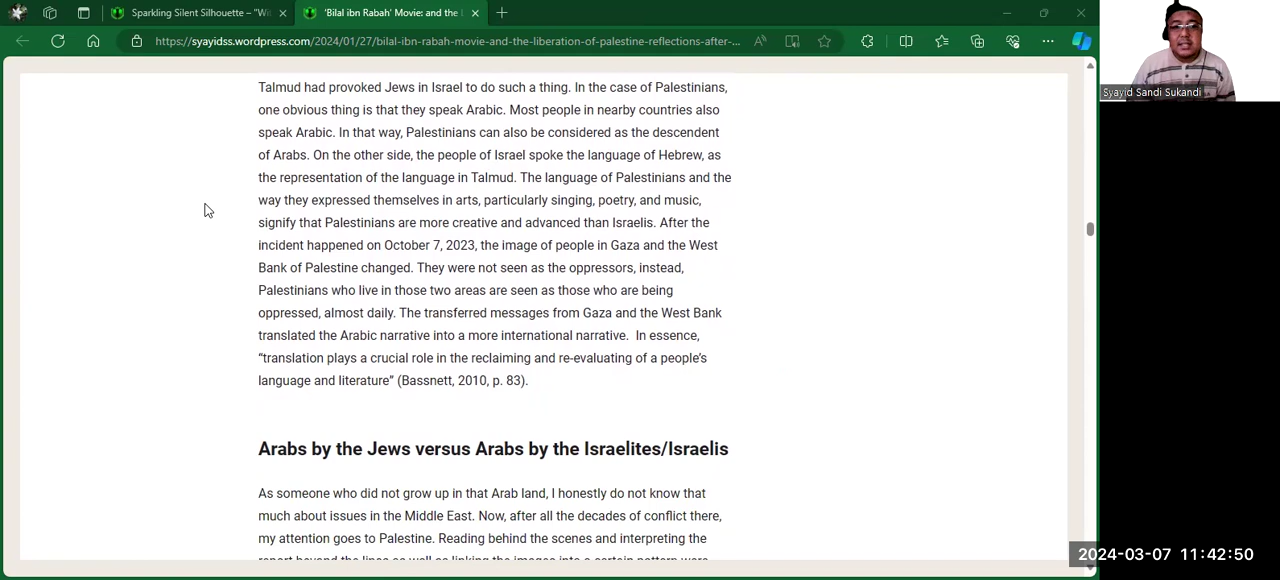 Sparkling Silent Silhouette – "Wi
'Bilal ibn Rabah' Movie: and the L
https://syayidss.wordpress.com/2024/01/27/bilal-ibn-rabah-movie-and-the-liberation-of-palestine-reflections-after-...
Syayid Sandi Sukandi
Talmud had provoked Jews in Israel to do such a thing. In the case of Palestinians,
one obvious thing is that they speak Arabic. Most people in nearby countries also
speak Arabic. In that way, Palestinians can also be considered as the descendent
of Arabs. On the other side, the people of Israel spoke the language of Hebrew, as
the representation of the language in Talmud. The language of Palestinians and the
way they expressed themselves in arts, particularly singing, poetry, and music,
signify that Palestinians are more creative and advanced than Israelis. After the
incident happened on October 7, 2023, the image of people in Gaza and the West
Bank of Palestine changed. They were not seen as the oppressors, instead,
Palestinians who live in those two areas are seen as those who are being
oppressed, almost daily. The transferred messages from Gaza and the West Bank
translated the Arabic narrative into a more international narrative.  In essence,
“translation plays a crucial role in the reclaiming and re-evaluating of a people’s
language and literature” (Bassnett, 2010, p. 83).
Arabs by the Jews versus Arabs by the Israelites/Israelis
As someone who did not grow up in that Arab land, I honestly do not know that
much about issues in the Middle East. Now, after all the decades of conflict there,
my attention goes to Palestine. Reading behind the scenes and interpreting the
2024-03-07 11:42:50